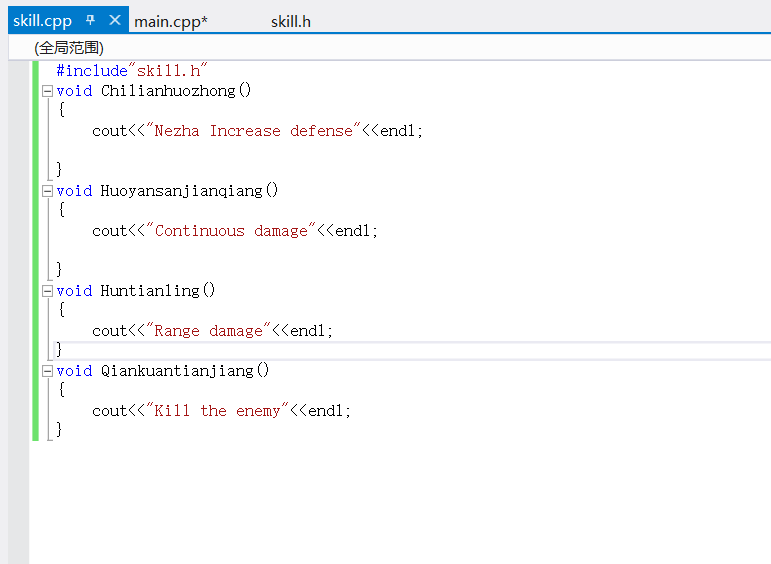 skill.cpp main.cpp* skill.h
(全局范围)
#include"skill.h"
void Chilianhuozhong()
{
cout<<"Nezha Increase defense"<<endl;
}
void Huoyansanjianqiang()
{
cout<<"Continuous damage"<<endl;
}
void Huntianling()
{
cout<<"Range damage"<<endl;
}
void Qiankuantianjiang()
{
cout<<"Kill the enemy"<<endl;
}